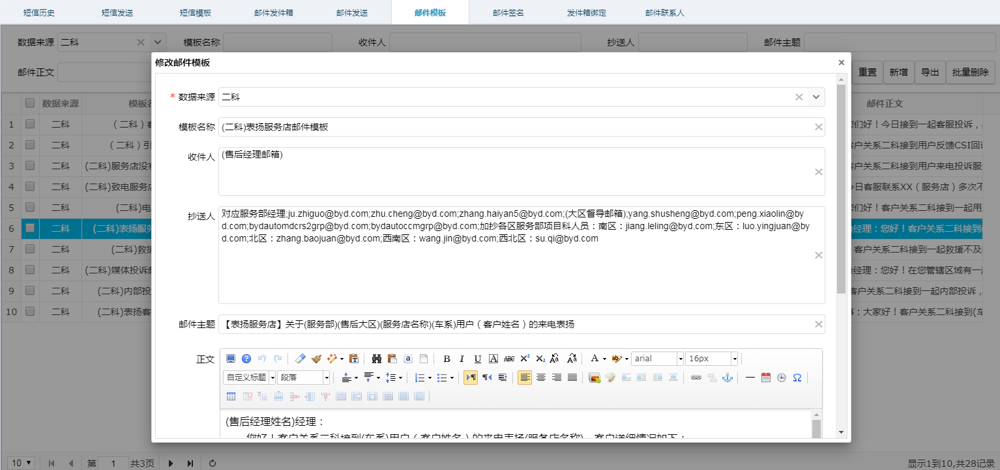 短信历史 短信发送 短信模板 邮件发件箱 邮件发送 邮件模板 邮件签名 发件箱绑定 邮件联系人
数据来源 二科 模板名称 收件人 抄送人 邮件主题
邮件正文 重置 新增 导出 批量删除
修改邮件模板
* 数据来源 二科
模板名称 (二科)表扬服务店邮件模板
收件人 (售后经理邮箱)
抄送人 对应服务部经理;ju.zhiguo@byd.com;zhu.cheng@byd.com;zhang.haiyan5@byd.com;(大区督导邮箱);yang.shusheng@byd.com;peng.xiaolin@by
d.com;bydautomdcrs2grp@byd.com;bydautoccmgrp@byd.com;加抄各区服务部项目科人员：南区：jiang.leling@byd.com;东区：luo.yingjuan@by
d.com;北区：zhang.baojuan@byd.com;西南区：wang.jin@byd.com;西北区：su.qi@byd.com
邮件主题 【表扬服务店】关于(服务部)(售后大区)(服务店名称)(车系)用户（客户姓名）的来电表扬
正文 arial 16px
自定义标题 段落
(售后经理姓名)经理：
您好！客户关系二科接到(车系)用户（客户姓名）的来电表扬(服务店名称)，客户详细情况如下：
数据来源 模板 邮件正文
1 二科 （二科） 们好！今日接到一起客服投诉，
2 二科 （二科）引 客户关系二科接到用户反馈CSI回
3 二科 (二科)服务店没 客户关系二科接到用户来电投诉服
4 二科 (二科)致电服务店 今日客服联系XX（服务店）多次不
5 二科 (二科)电 们好！客户关系二科接到一起用
6 二科 (二科)表扬服务 经理：您好！客户关系二科接到(
7 二科 (二科)救援 客户关系二科接到一起救援不及
8 二科 (二科)媒体投诉 经理：您好！在您管辖区域有一起
9 二科 (二科)内部投 客户关系二科接到一起内部投诉，
10 二科 (二科)表扬客 ：大家好！客户关系二科接到(车
10 第 1 共3页 显示1到10,共28记录